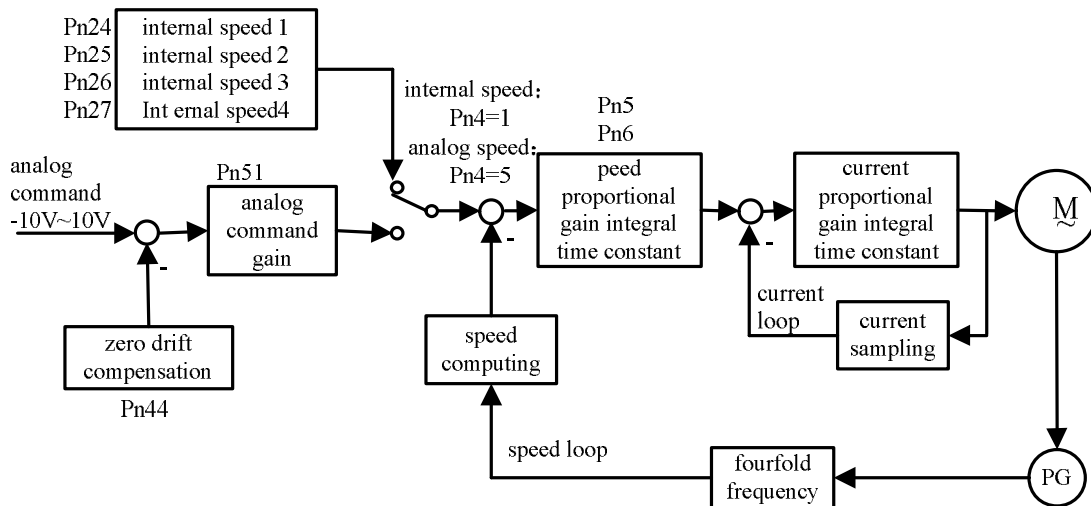 Pn24
internal speed 1
Pn25
internal speed 2
Pn26
internal speed 3
Pn27
Int ernal speed4
internal speed：
Pn4=1
analog speed：
Pn4=5
Pn5
Pn6
analog
command
-10V~10V
Pn51
analog
command
gain
-
zero drift
compensation
Pn44
-
peed
proportional
gain integral
time constant
-
current
proportional
gain integral
time constant
M
~
current
loop
current
sampling
speed
computing
speed loop
fourfold
frequency
PG